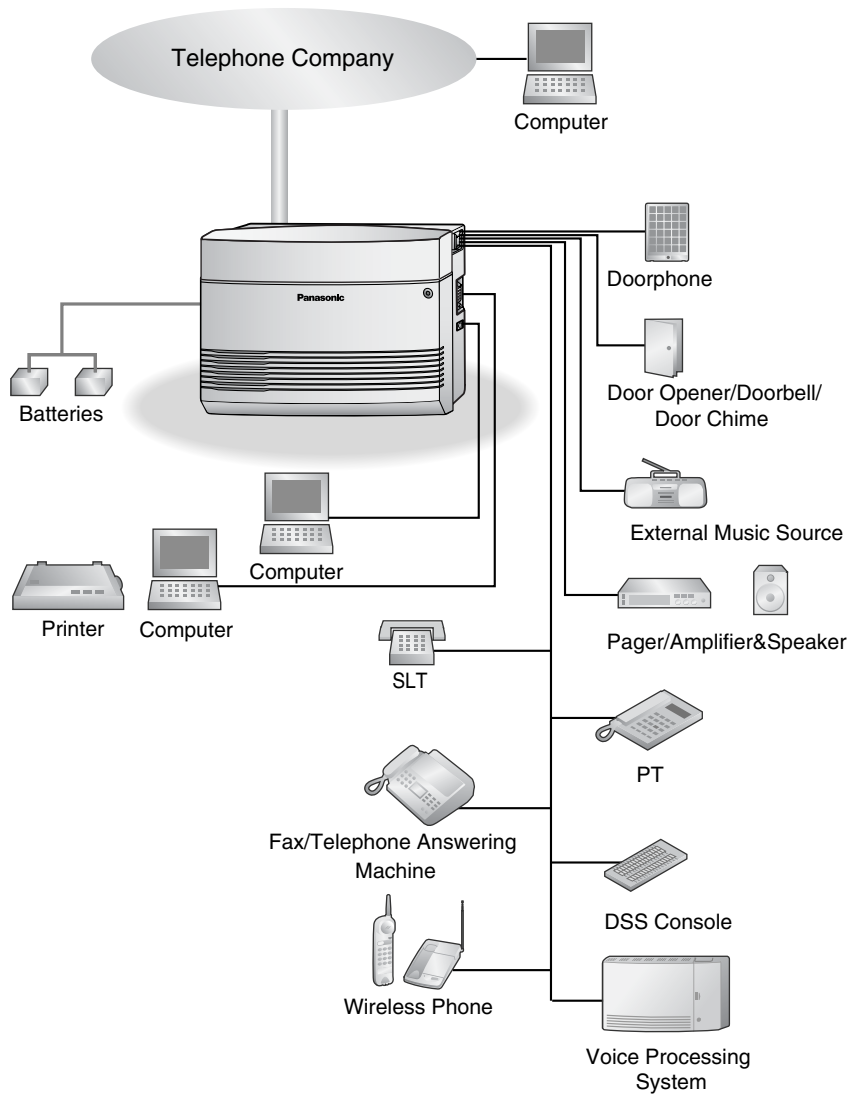 Telephone Company
Computer
Panasonic
Doorphone
Batteries
Door Opener/Doorbell/
Door Chime
External Music Source
Computer
Printer
Computer
Pager/Amplifier&Speaker
SLT
PT
Fax/Telephone Answering
Machine
DSS Console
Wireless Phone
Voice Processing
System